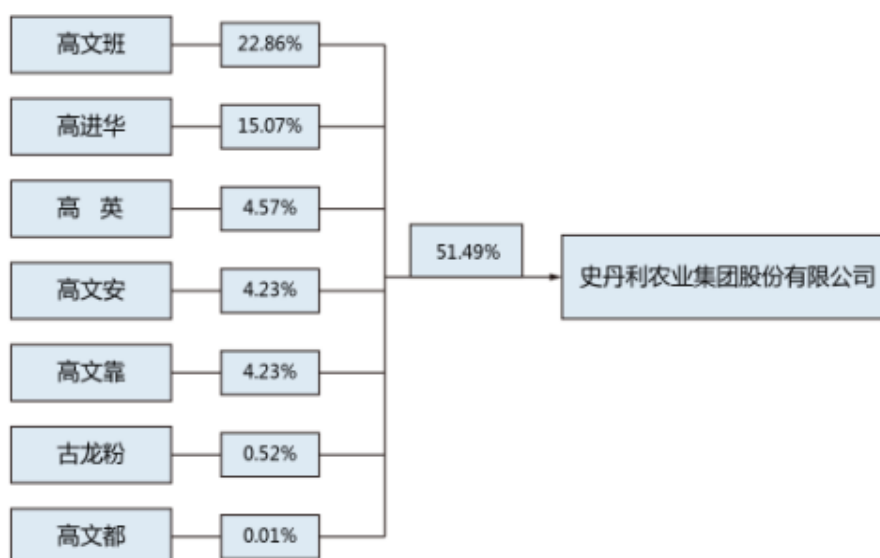 高文班 22.86%
高进华 15.07%
高 英 4.57%
51.49%
史丹利农业集团股份有限公司
高文安 4.23%
高文靠 4.23%
古龙粉 0.52%
高文都 0.01%